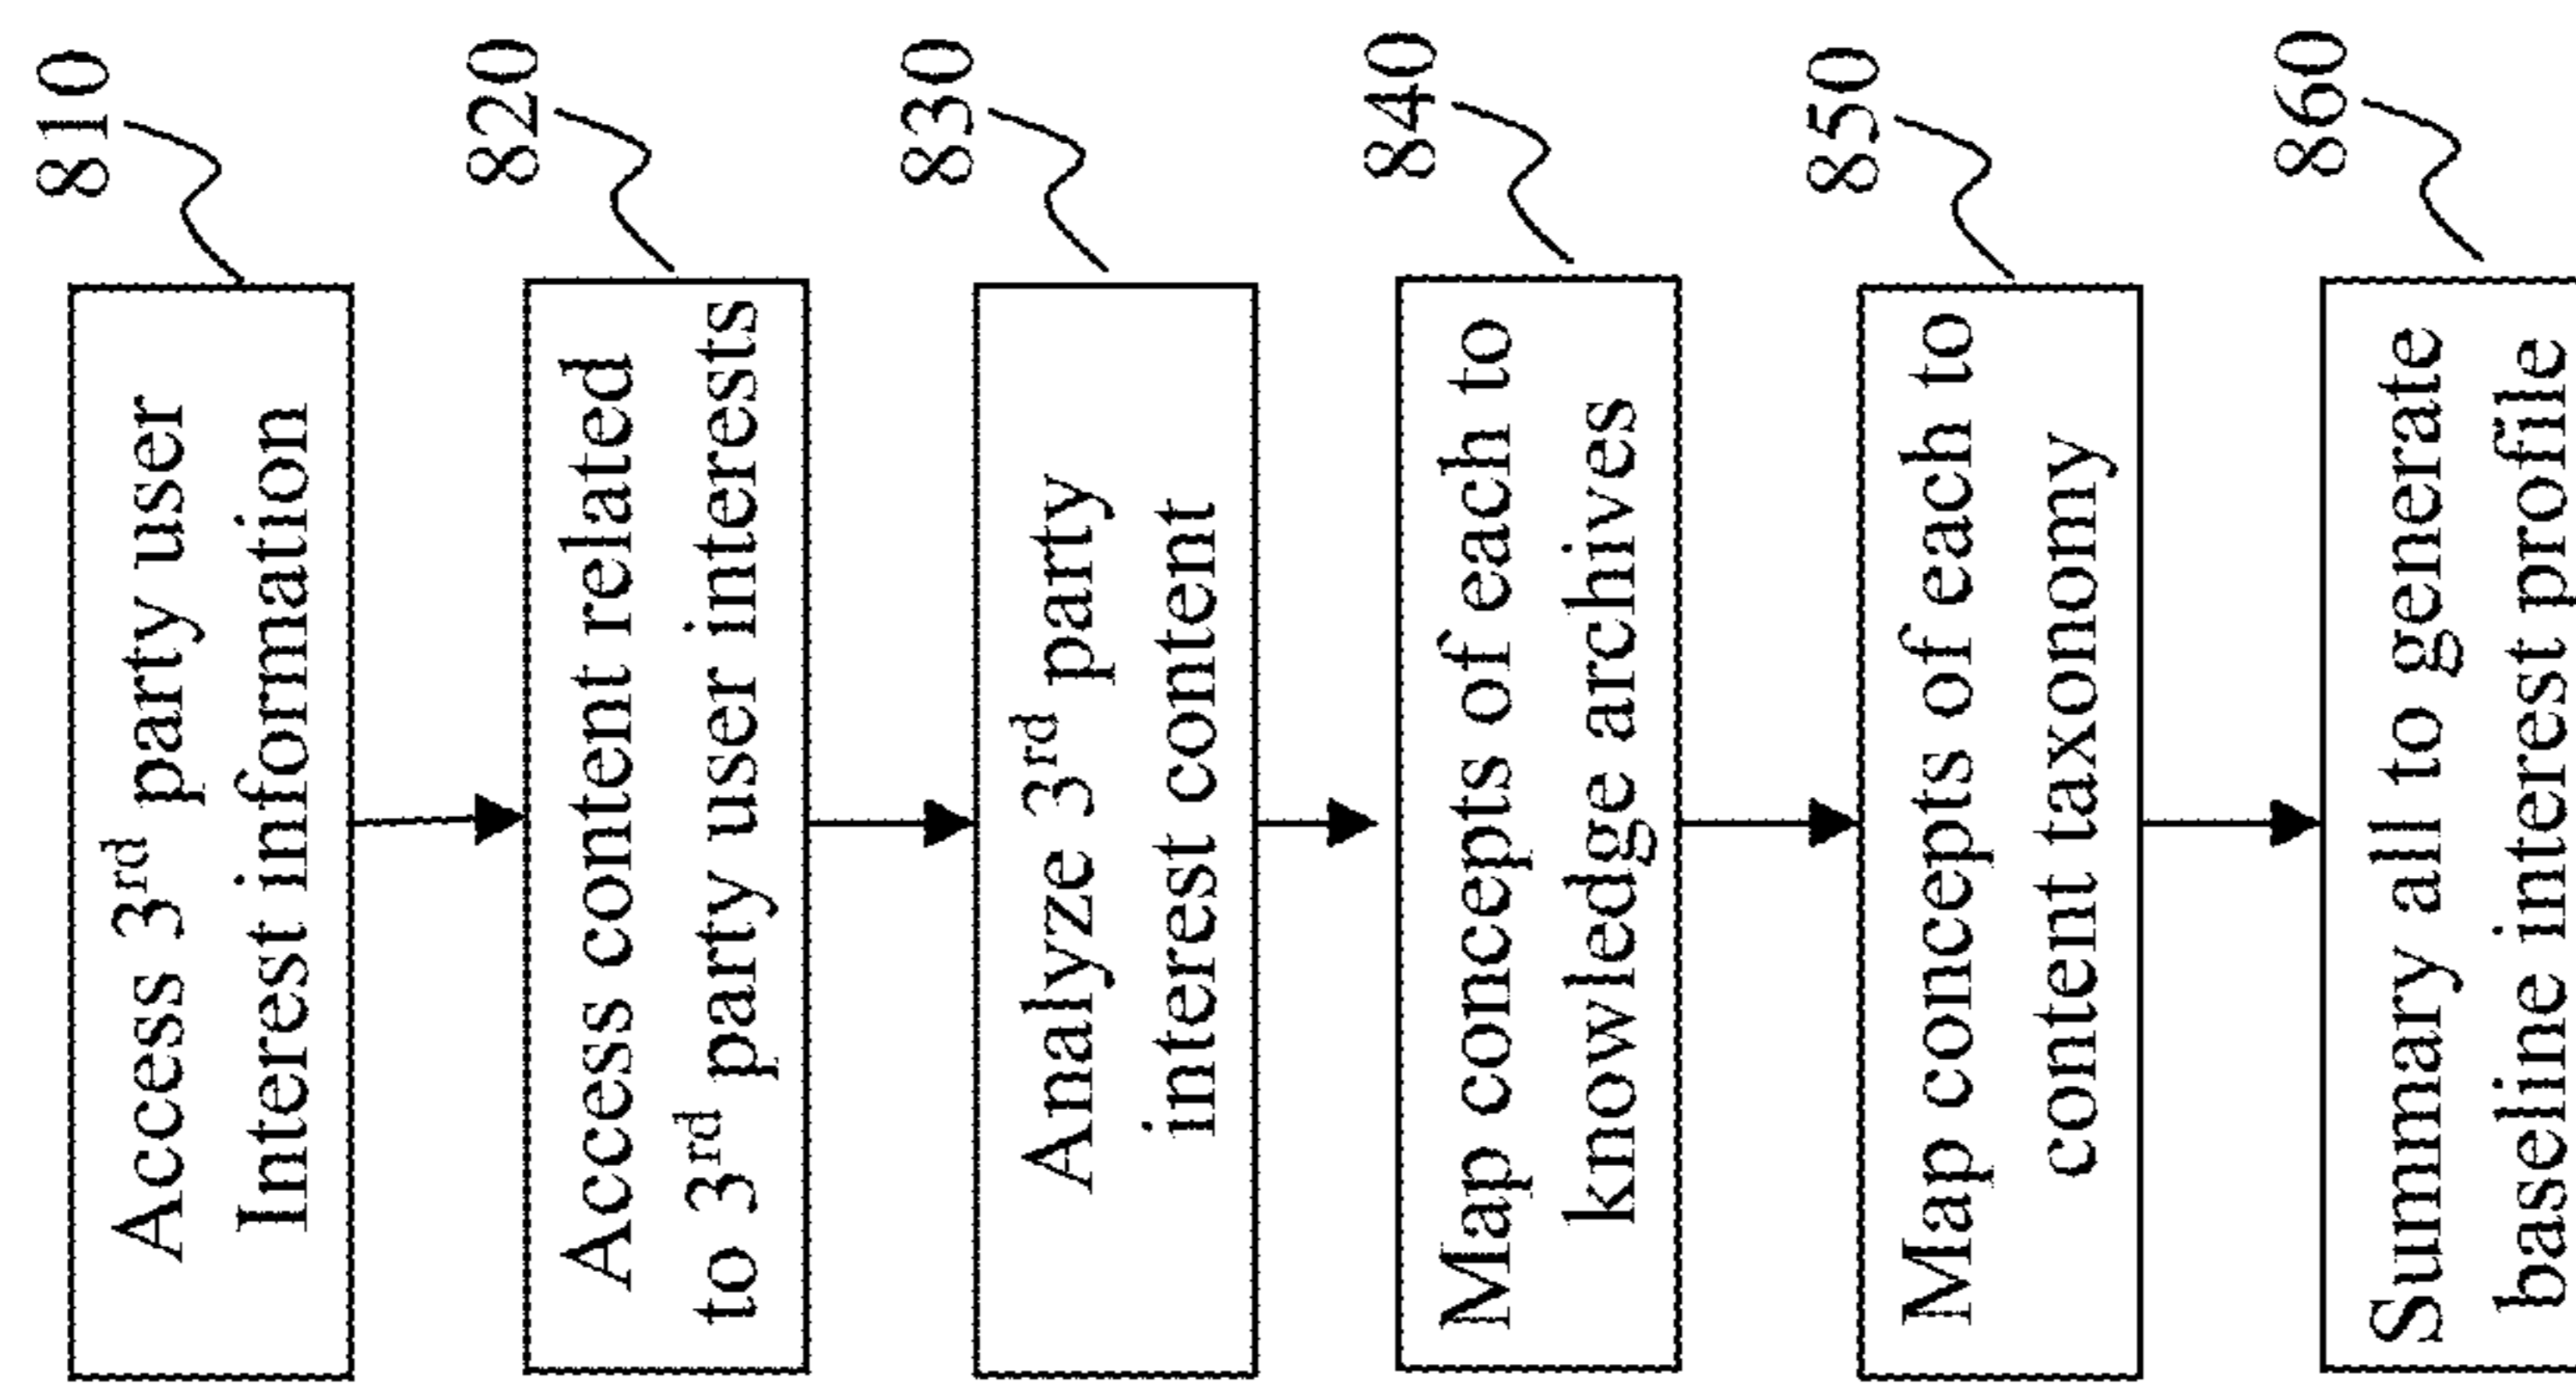 810
Access 3rd party user
Interest information
820
Access content related
to 3rd party user interests
830
Analyze 3rd party
interest content
840
Map concepts of each to
knowledge archives
850
Map concepts of each to
content taxonomy
860
Summary all to generate
baseline interest profile